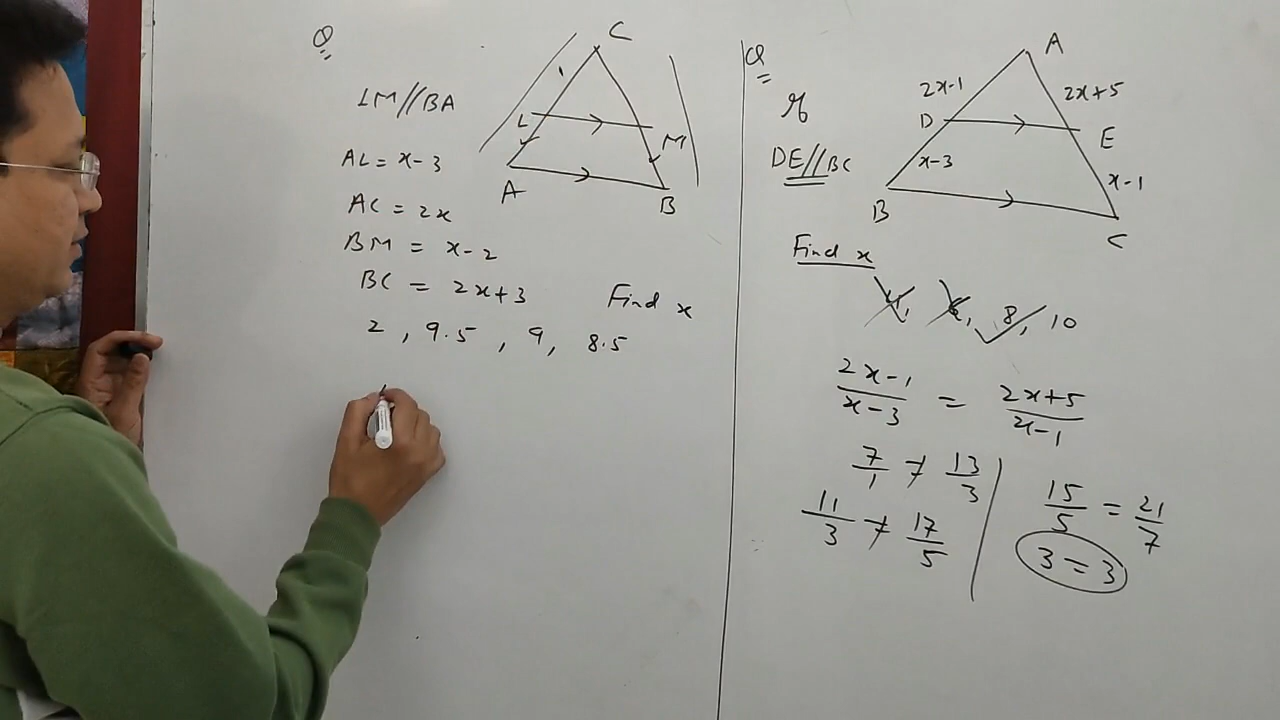 Q
LM//BA
AL = x-3
AC = 2x
BM = x-2
BC = 2x+3
Find x
2, 9.5, 9, 8.5
C
L
M
A
B
Q
If
DE//BC
A
2x-1
2x+5
D
E
x-3
x-1
B
C
Find x
4, 6, 8, 10
2x-1/x-3 = 2x+5/x-1
7/1 ≠ 13/3
11/3 ≠ 17/5
15/5 = 21/7
3 = 3